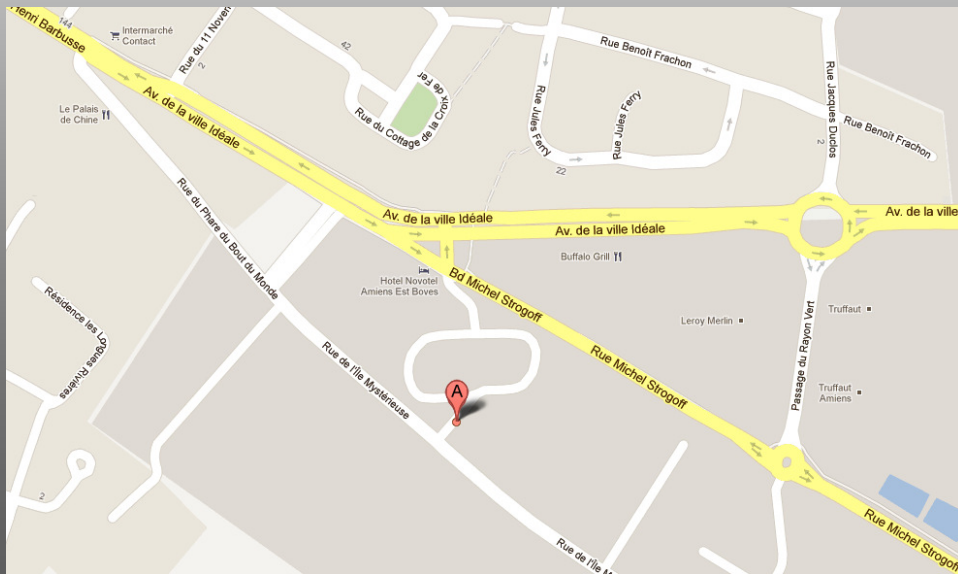 Henri Barbusse
144
Intermarché
Contact
Rue du 11 Novem
2
42
Rue du Cottage de la Croix de Fer
Rue Benoît Frachon
Rue Jules Ferry
Rue Jules Ferry
22
Rue Jacques Duclos
2
Rue Benoît Frachon
Le Palais
de Chine
Av. de la ville Idéale
Rue du Phare du Bout du Monde
Av. de la ville Idéale
Av. de la ville Idéale
Av. de la ville
Buffalo Grill
Hotel Novotel
Amiens Est Boves
Bd Michel Strogoff
Résidence les Longues Rivières
Leroy Merlin
Truffaut
Passage du Rayon Vert
Rue de l'Île Mystérieuse
Rue Michel Strogoff
Truffaut
Amiens
A
2
Rue Michel Strogoff
Rue de l'Île M